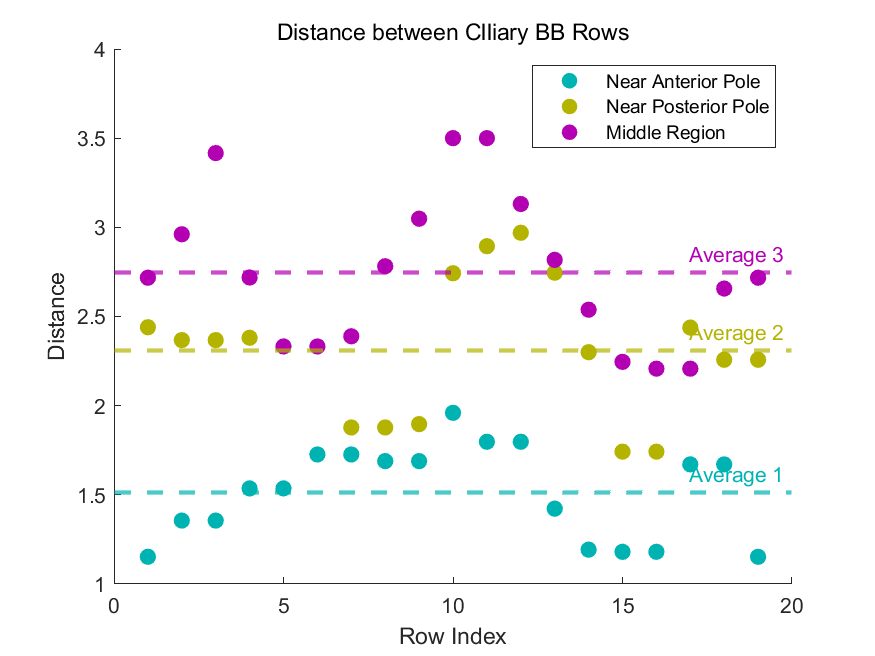 Distance between CIliary BB Rows
Near Anterior Pole
Near Posterior Pole
Middle Region
4
3.5
3
2.5
2
1.5
1
Distance
Average 3
Average 2
Average 1
0
5
10
15
20
Row Index